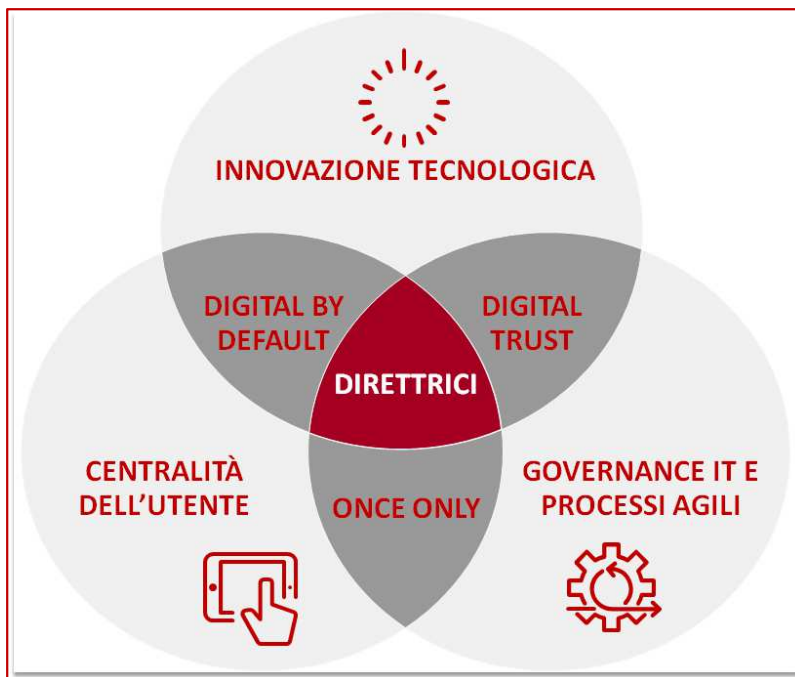 INNOVAZIONE TECNOLOGICA
DIGITAL BY
DEFAULT
DIGITAL
TRUST
DIRETTRICI
CENTRALITÀ
DELL’UTENTE
ONCE ONLY
GOVERNANCE IT E
PROCESSI AGILI